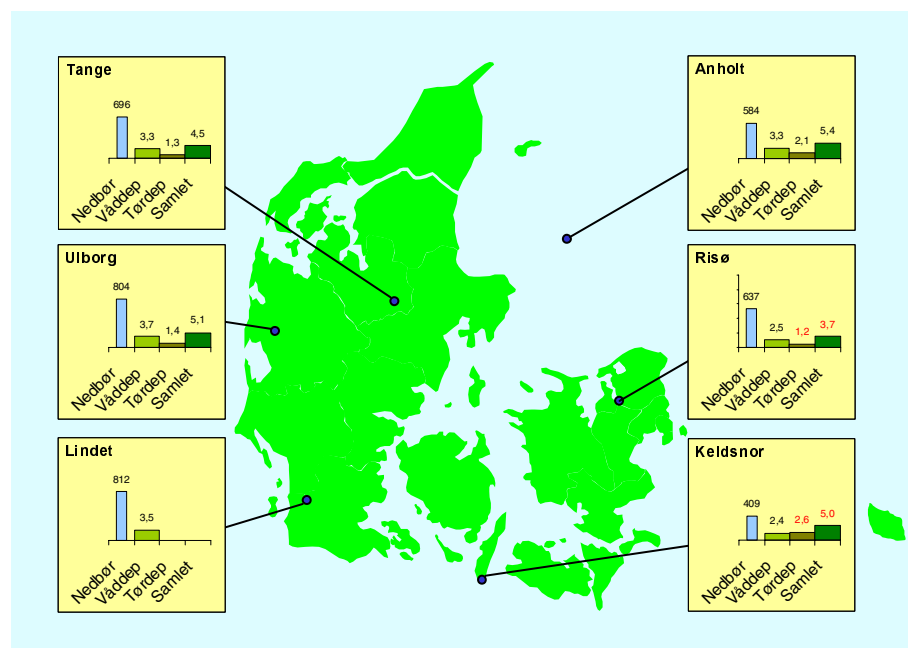 Tange
696
3,3
1,3
4,5
Nedbør
Våddep
Tørdep
Samlet
Ulborg
804
3,7
1,4
5,1
Nedbør
Våddep
Tørdep
Samlet
Lindet
812
3,5
Nedbør
Våddep
Tørdep
Samlet
Anholt
584
3,3
2,1
5,4
Nedbør
Våddep
Tørdep
Samlet
Risø
637
2,5
1,2
3,7
Nedbør
Våddep
Tørdep
Samlet
Keldsnor
409
2,4
2,6
5,0
Nedbør
Våddep
Tørdep
Samlet